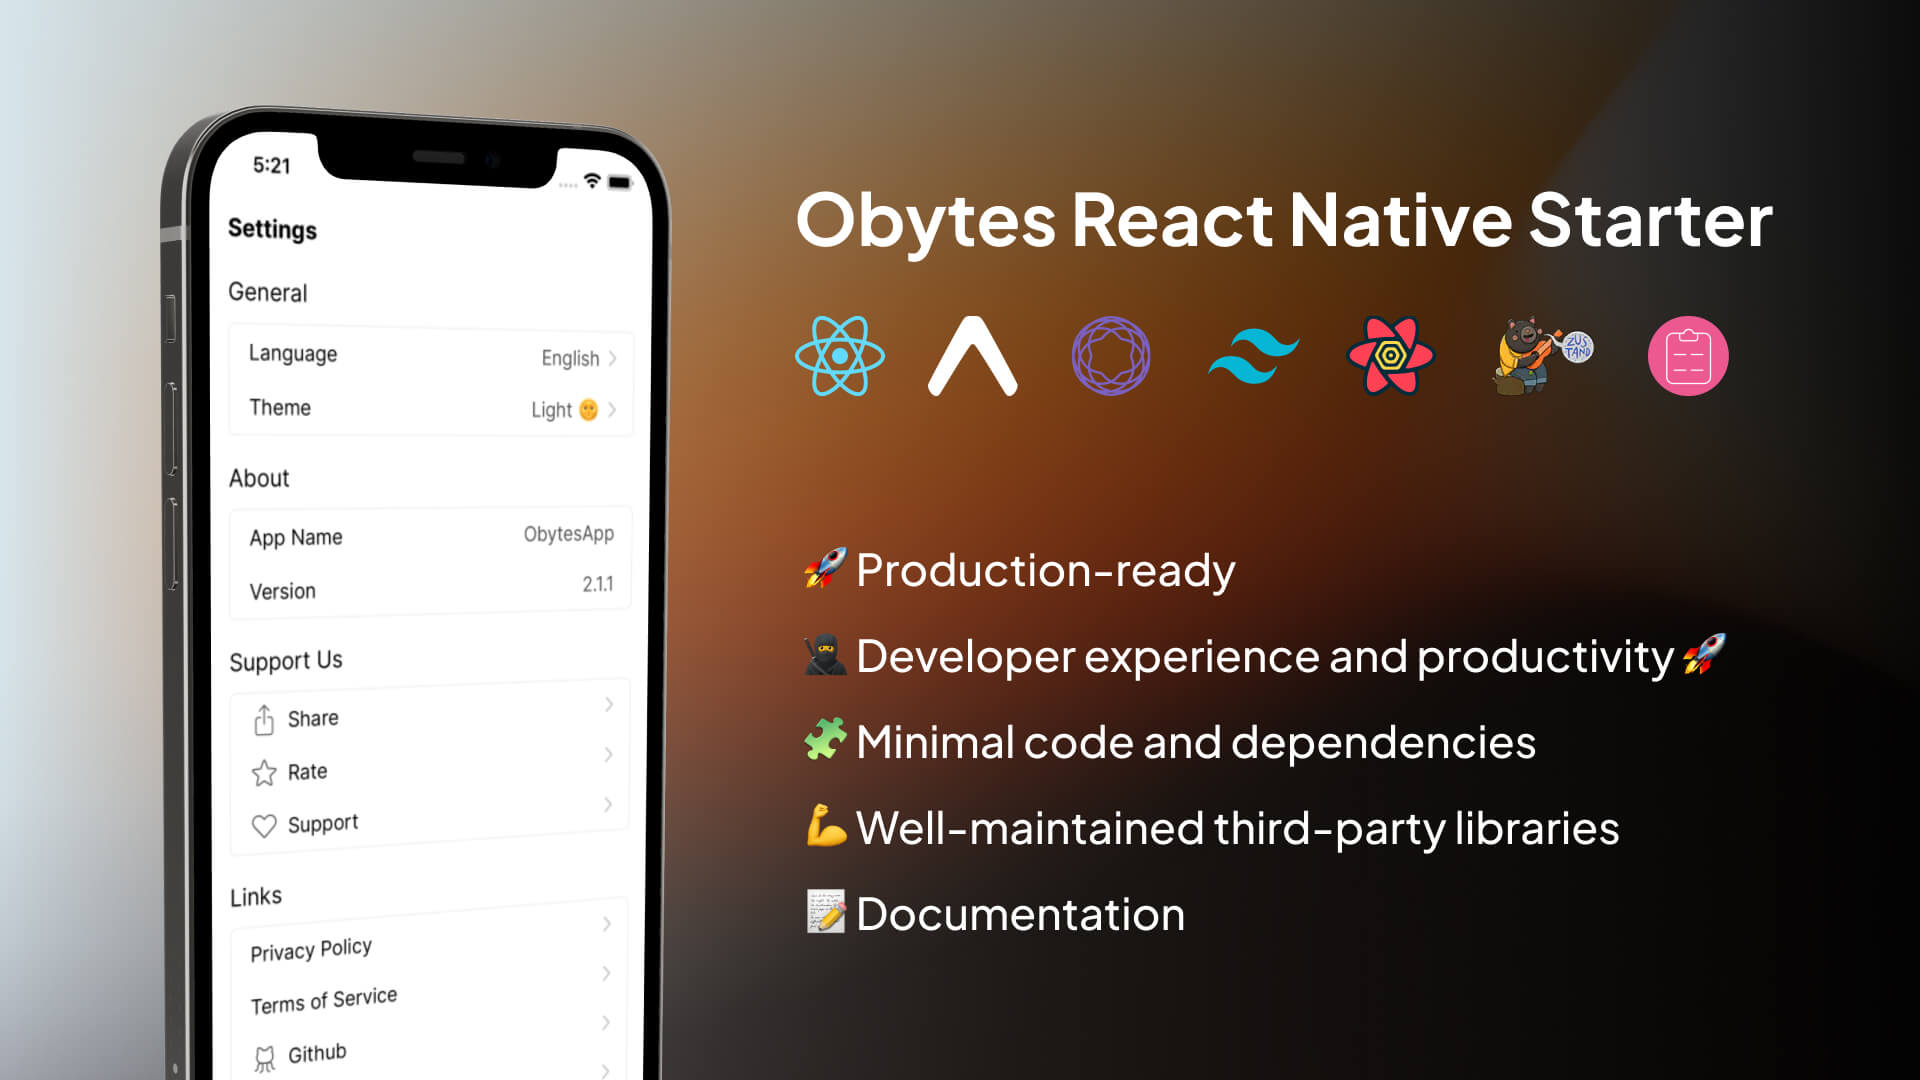 5:21
Settings
General
Language English
Theme Light
About
App Name ObytesApp
Version 2.1.1
Support Us
Share
Rate
Support
Links
Privacy Policy
Terms of Service
Github
Obytes React Native Starter
ZUS
TAND
🚀 Production-ready
🥷 Developer experience and productivity 🚀
🧩 Minimal code and dependencies
💪 Well-maintained third-party libraries
📝 Documentation